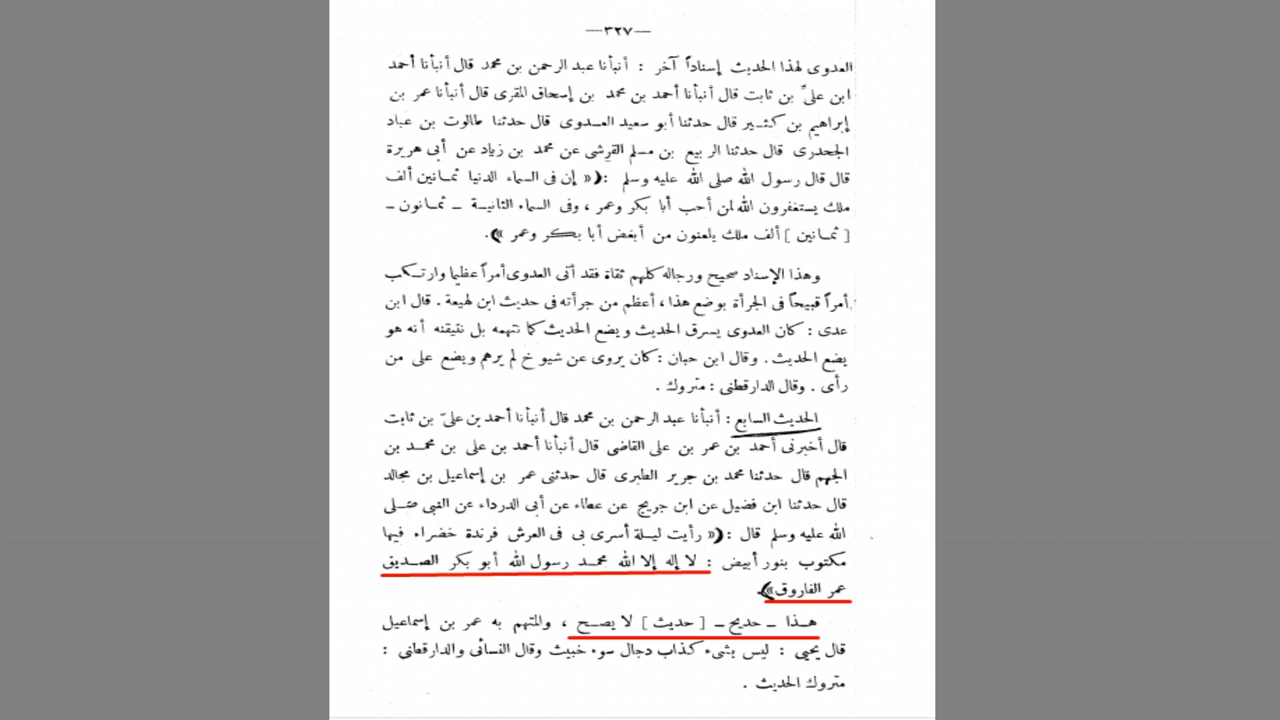 —٣٢٧—
العدوى لهذا الحديث إسناداً آخر : أنبأنا عبد الرحمن بن محمد قال أنبأنا أحمد
ابن علىِّ بن ثابت قال أنبأنا أحمد بن محمد بن إسحاق المقرى قال أنبأنا عمر بن
إبراهيم بن كثير قال حدثنا أبو سعيد العدوى قال حدثنا طالوت بن عباد
الجحدرى قال حدثنا الربيع بن مسلم القرشى عن محمد بن زياد عن أبى هريرة
قال قال رسول الله صلى الله عليه وسلم :(« إن فى السماء الدنيا ثمانين ألف
ملك يستغفرون الله لمن أحب أبا بكر وعمر ، وفى السماء الثانية ـ ثمانون ـ
[ ثمانين ] ألف ملك يلعنون من أبغض أبا بكر وعمر »).
وهذا الإسناد صحيح ورجاله كلهم ثقاة فقد أتى العدوى أمراً عظيما وارتكب
أمراً قبيحاً فى الجرأة بوضع هذا ، أعظم من جرأته فى حديث ابن لهيعة . قال ابن
عدى : كان العدوى يسرق الحديث ويضع الحديث كما نتهمه بل نتيقنه أنه هو
يضع الحديث . وقال ابن حبان : كان يروى عن شيوخ لم يرهم ويضع على من
رأى . وقال الدارقطنى : متروك .
الحديث السابع : أنبأنا عبد الرحمن بن محمد قال أنبأنا أحمد بن علىّ بن ثابت
قال أخبرنى أحمد بن عمر بن على القاضى قال أنبأنا أحمد بن على بن محمد بن
الجهم قال حدثنا محمد بن جرير الطبرى قال حدثنى عمر بن إسماعيل بن مجالد
قال حدثنا ابن فضيل عن ابن جريج عن عطاء عن أبى الدرداء عن النبى صلى
الله عليه وسلم قال :(« رأيت ليلة أسرى بى فى العرش فرندة خضراء فيها
مكتوب بنور أبيض : لا إله إلا الله محمد رسول الله أبو بكر الصديق
عمر الفاروق»).
هذا ـ حديح ـ [ حديث ] لا يصح ، والمتهم به عمر بن إسماعيل
قال يحيى : ليس بشىء كذاب دجال سوء خبيث وقال النسائى والدارقطنى :
متروك الحديث .